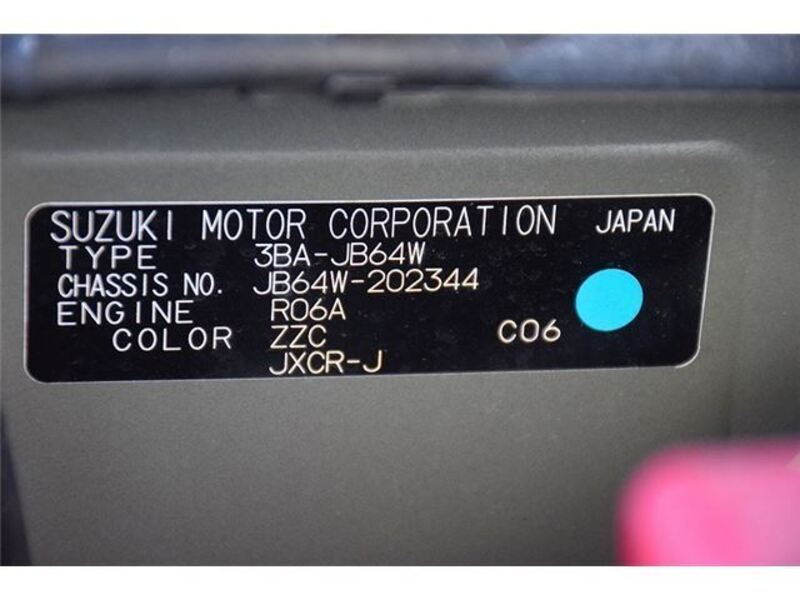 SUZUKI MOTOR CORPORATION JAPAN
TYPE 3BA-JB64W
CHASSIS NO. JB64W-202344
ENGINE R06A
COLOR ZZC C06
JXCR-J